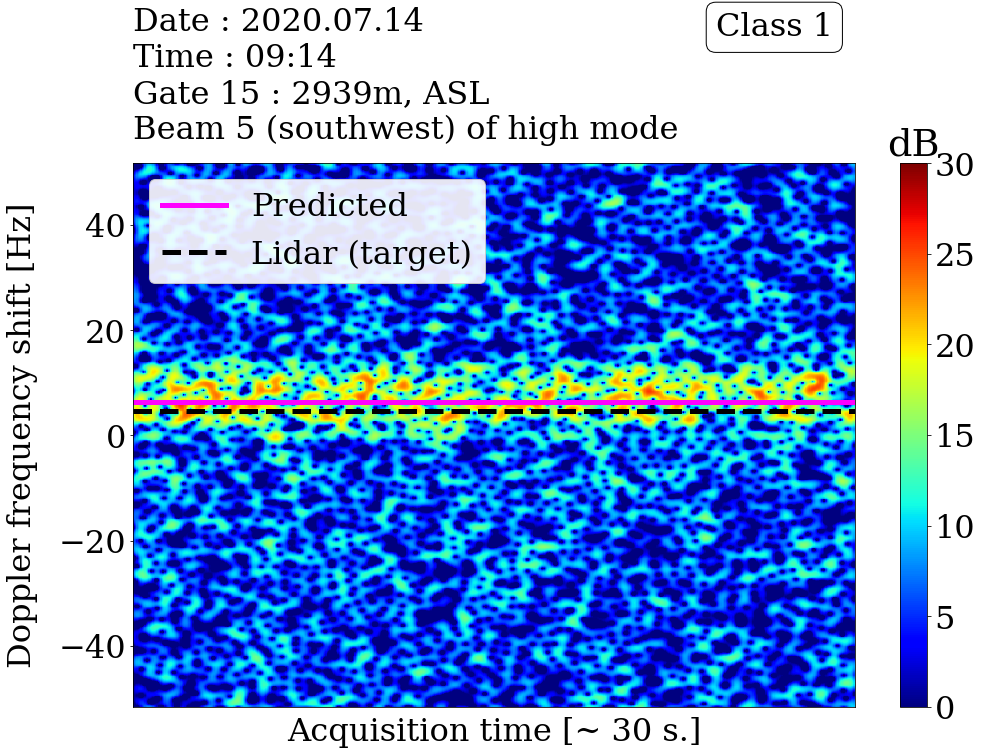 Date : 2020.07.14
Time : 09:14
Gate 15 : 2939m, ASL
Beam 5 (southwest) of high mode
Class 1
dB
Predicted
Lidar (target)
Doppler frequency shift [Hz]
40
20
0
−20
−40
Acquisition time [~ 30 s.]
30
25
20
15
10
5
0